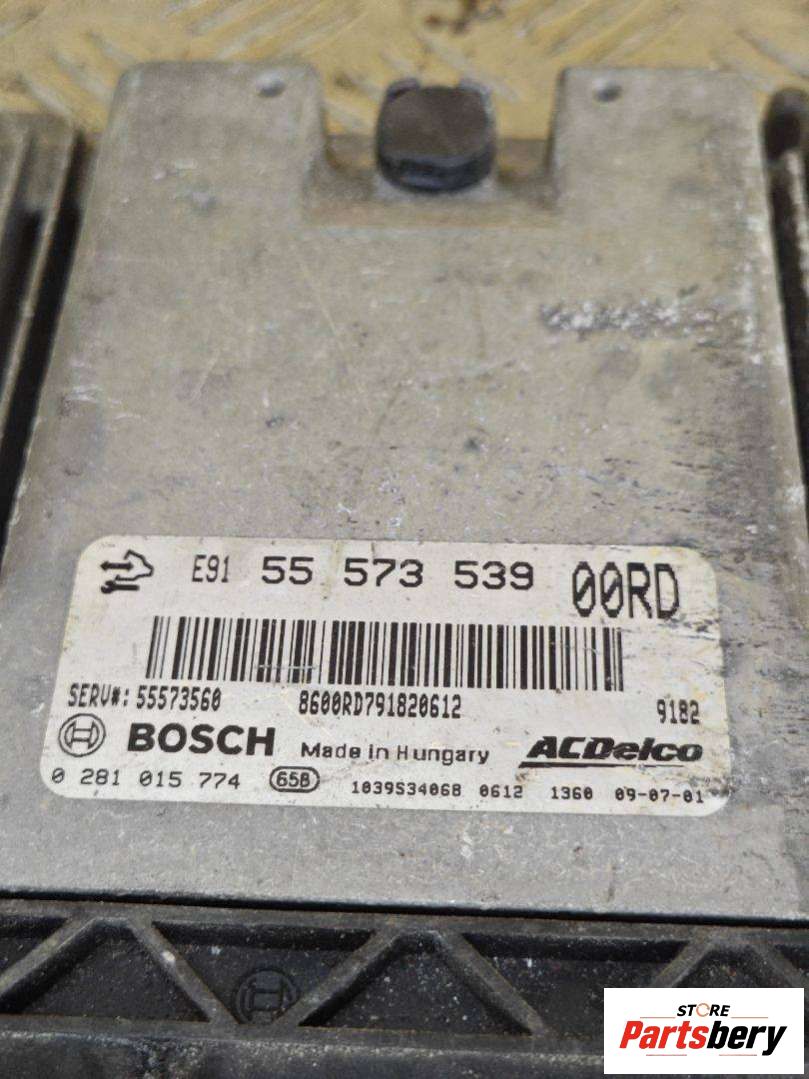 E91 55 573 539 00RD
SERV#: 55573560 8600RD791820612 9182
BOSCH Made in Hungary ACDelco
0 281 015 774 65B 1039S34068 0612 1360 09-07-01
STORE
Partsbery